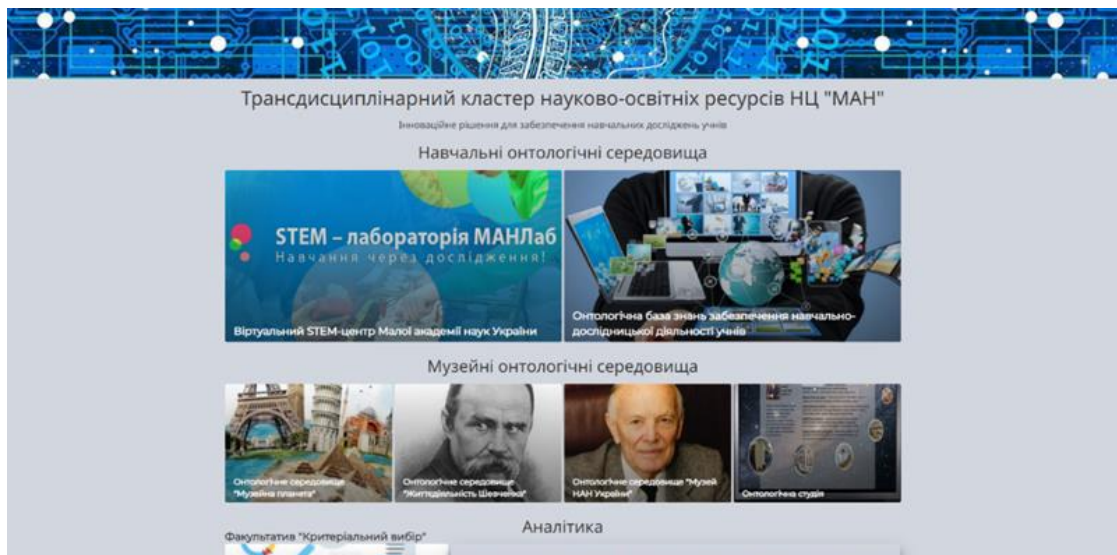 Трансдисциплінарний кластер науково-освітніх ресурсів НЦ "МАН"
Інноваційне рішення для забезпечення навчальних досліджень учнів
Навчальні онтологічні середовища
STEM – лабораторія МАНЛаб
Навчання через дослідження!
Віртуальний STEM-центр Малої академії наук України
Онтологічна база знань забезпечення навчально-
дослідницької діяльності учнів
Музейні онтологічні середовища
Онтологічне середовище
"Музейна планета"
Онтологічне середовище
"Життєдіяльність Шевченка"
Онтологічне середовище "Музей
НАН України"
Онтологічна студія
Аналітика
Факультатив "Критеріальний вибір"